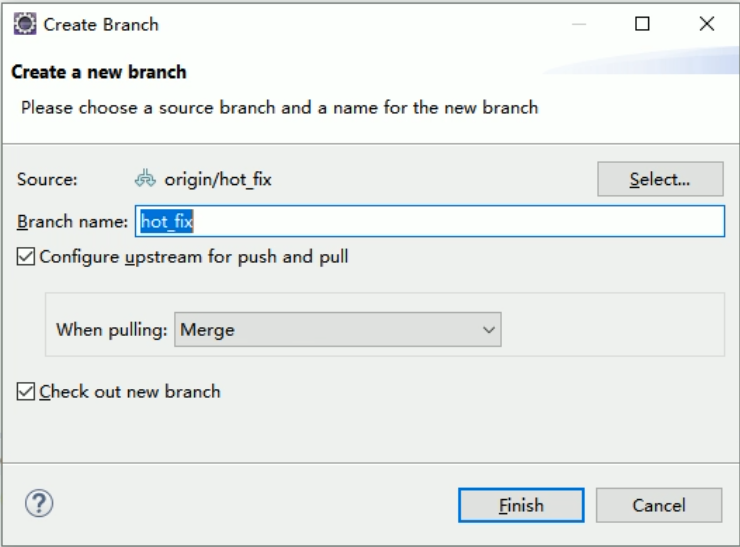 Create Branch
Create a new branch
Please choose a source branch and a name for the new branch
Source: origin/hot_fix Select...
Branch name: hot_fix
Configure upstream for push and pull
When pulling: Merge
Check out new branch
? Finish Cancel